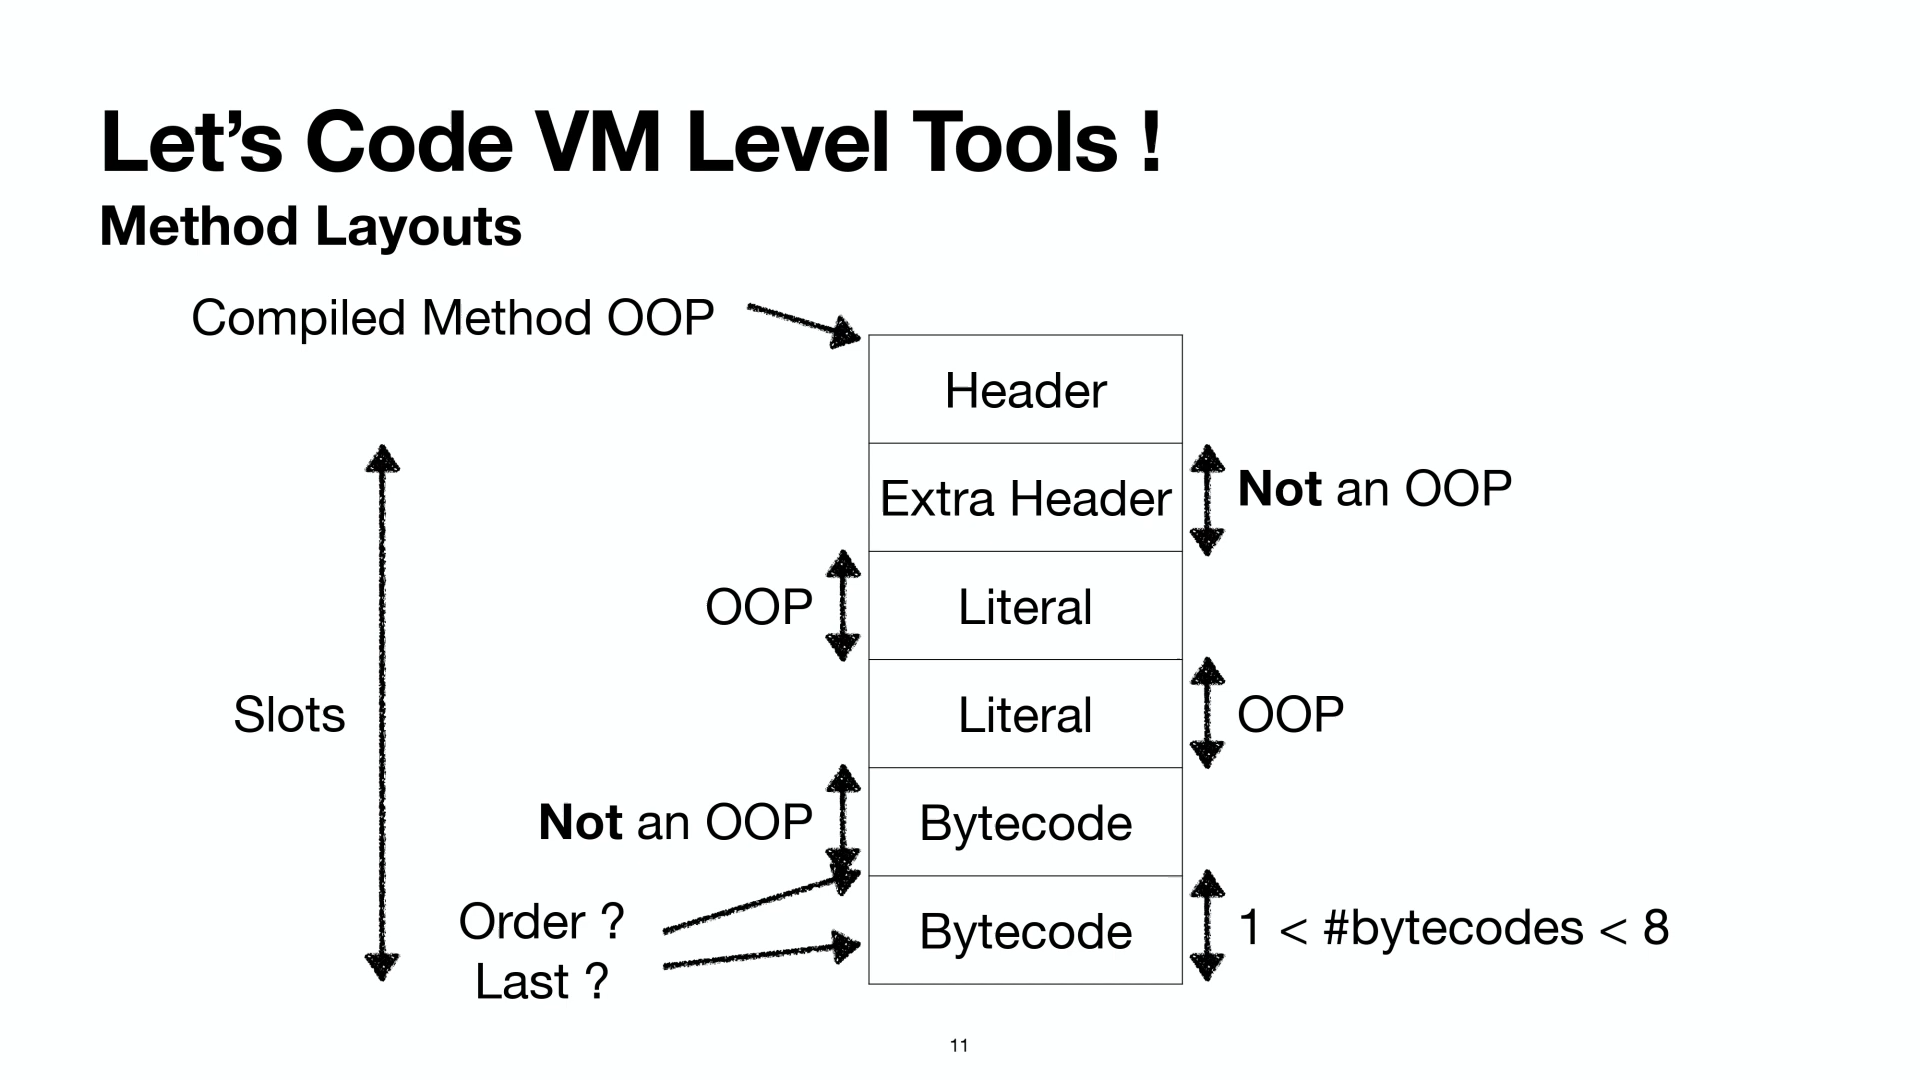 Let’s Code VM Level Tools !
Method Layouts
Compiled Method OOP
Header
Extra Header
Not an OOP
OOP
Literal
Slots
Literal
OOP
Not an OOP
Bytecode
Order ?
Last ?
Bytecode
1 < #bytecodes < 8
11